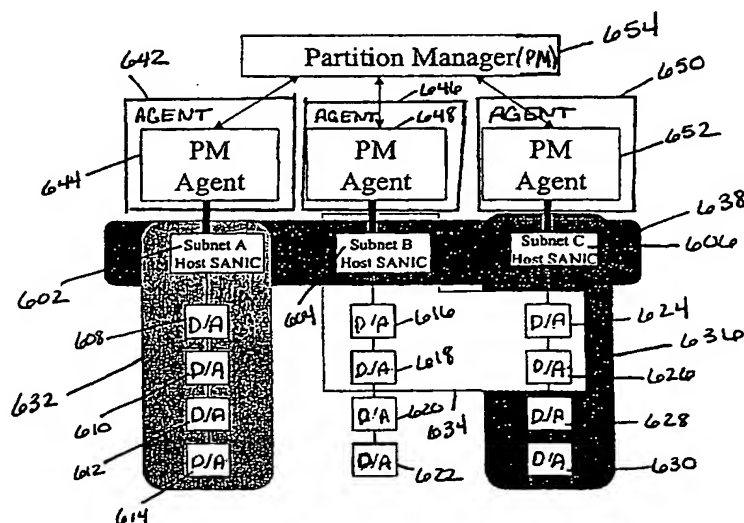 654
Partition Manager(PM)
642
646
650
AGENT
AGENT
648
AGENT
PM
Agent
PM
Agent
PM
Agent
644
652
638
Subnet A
Host SANIC
Subnet B
Host SANIC
Subnet C
Host SANIC
606
602
604
D/A
608
D/A
616
D/A
624
D/A
610
D/A
618
D/A
626
636
632
D/A
612
D/A
620
634
D/A
628
D/A
614
D/A
622
D/A
630